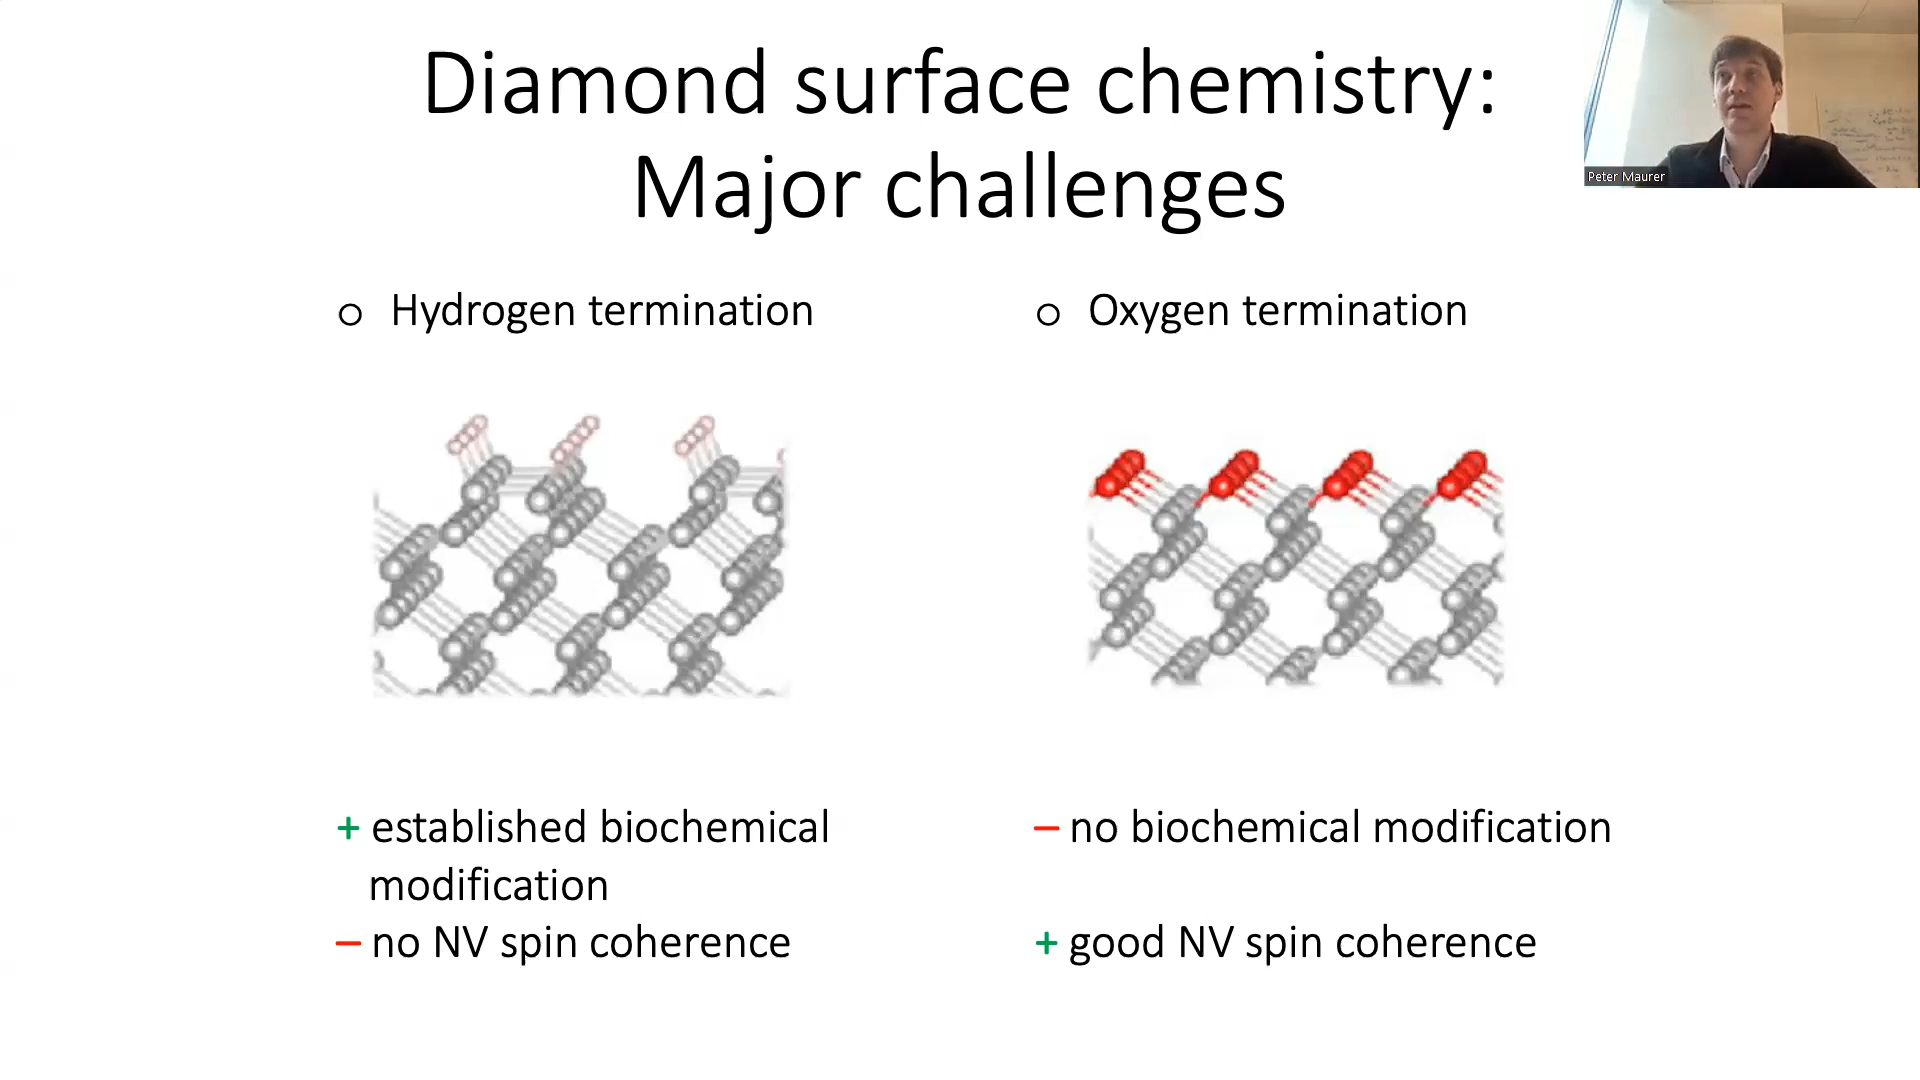 Diamond surface chemistry:
Major challenges
Peter Maurer
o Hydrogen termination
o Oxygen termination
+ established biochemical
modification
– no NV spin coherence
– no biochemical modification
+ good NV spin coherence